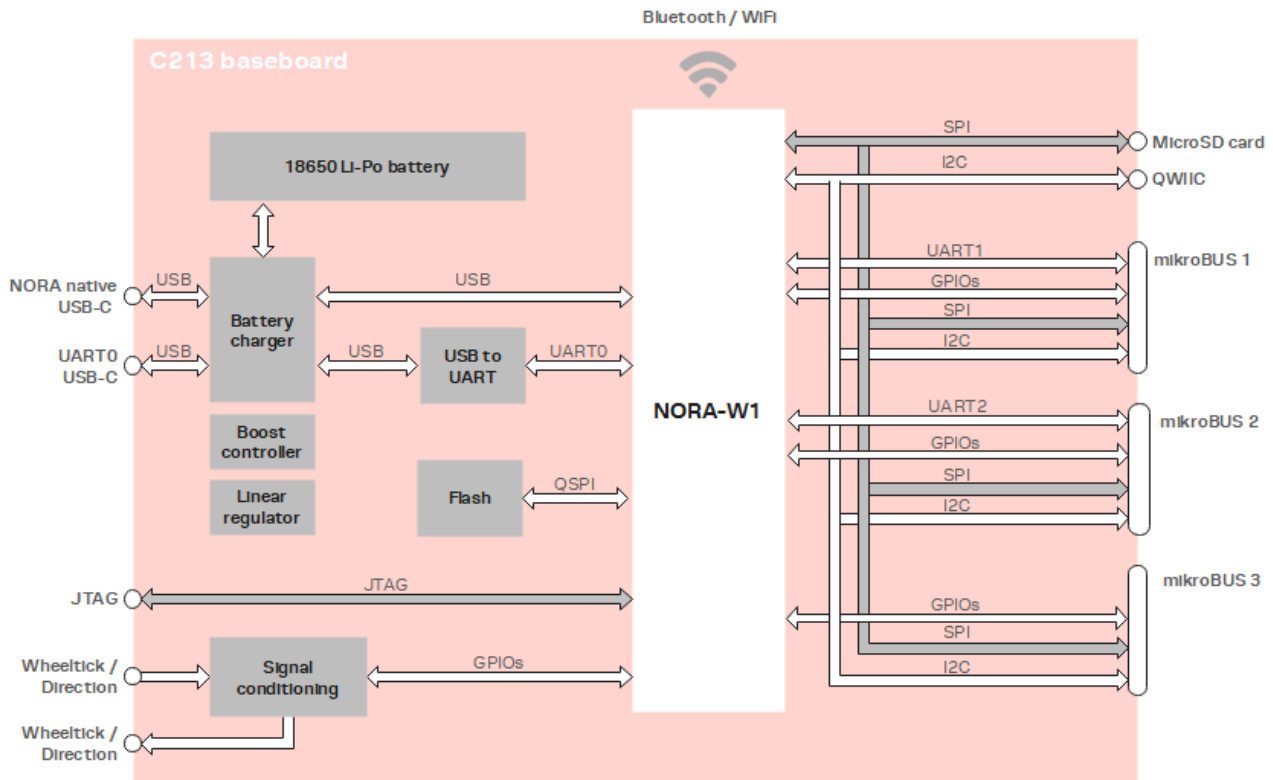 Bluetooth / WiFi
C213 baseboard
18650 Li-Po battery
NORA native
USB-C
USB
Battery
charger
USB
UART0
USB-C
USB
USB
USB to
UART
UART0
Boost
controller
Linear
regulator
Flash
QSPI
JTAG
JTAG
Wheeltick /
Direction
Signal
conditioning
GPIOs
Wheeltick /
Direction
NORA-W1
SPI
MicroSD card
I2C
QWIIC
UART1
mikroBUS 1
GPIOs
SPI
I2C
UART2
mikroBUS 2
GPIOs
SPI
I2C
mikroBUS 3
GPIOs
SPI
I2C